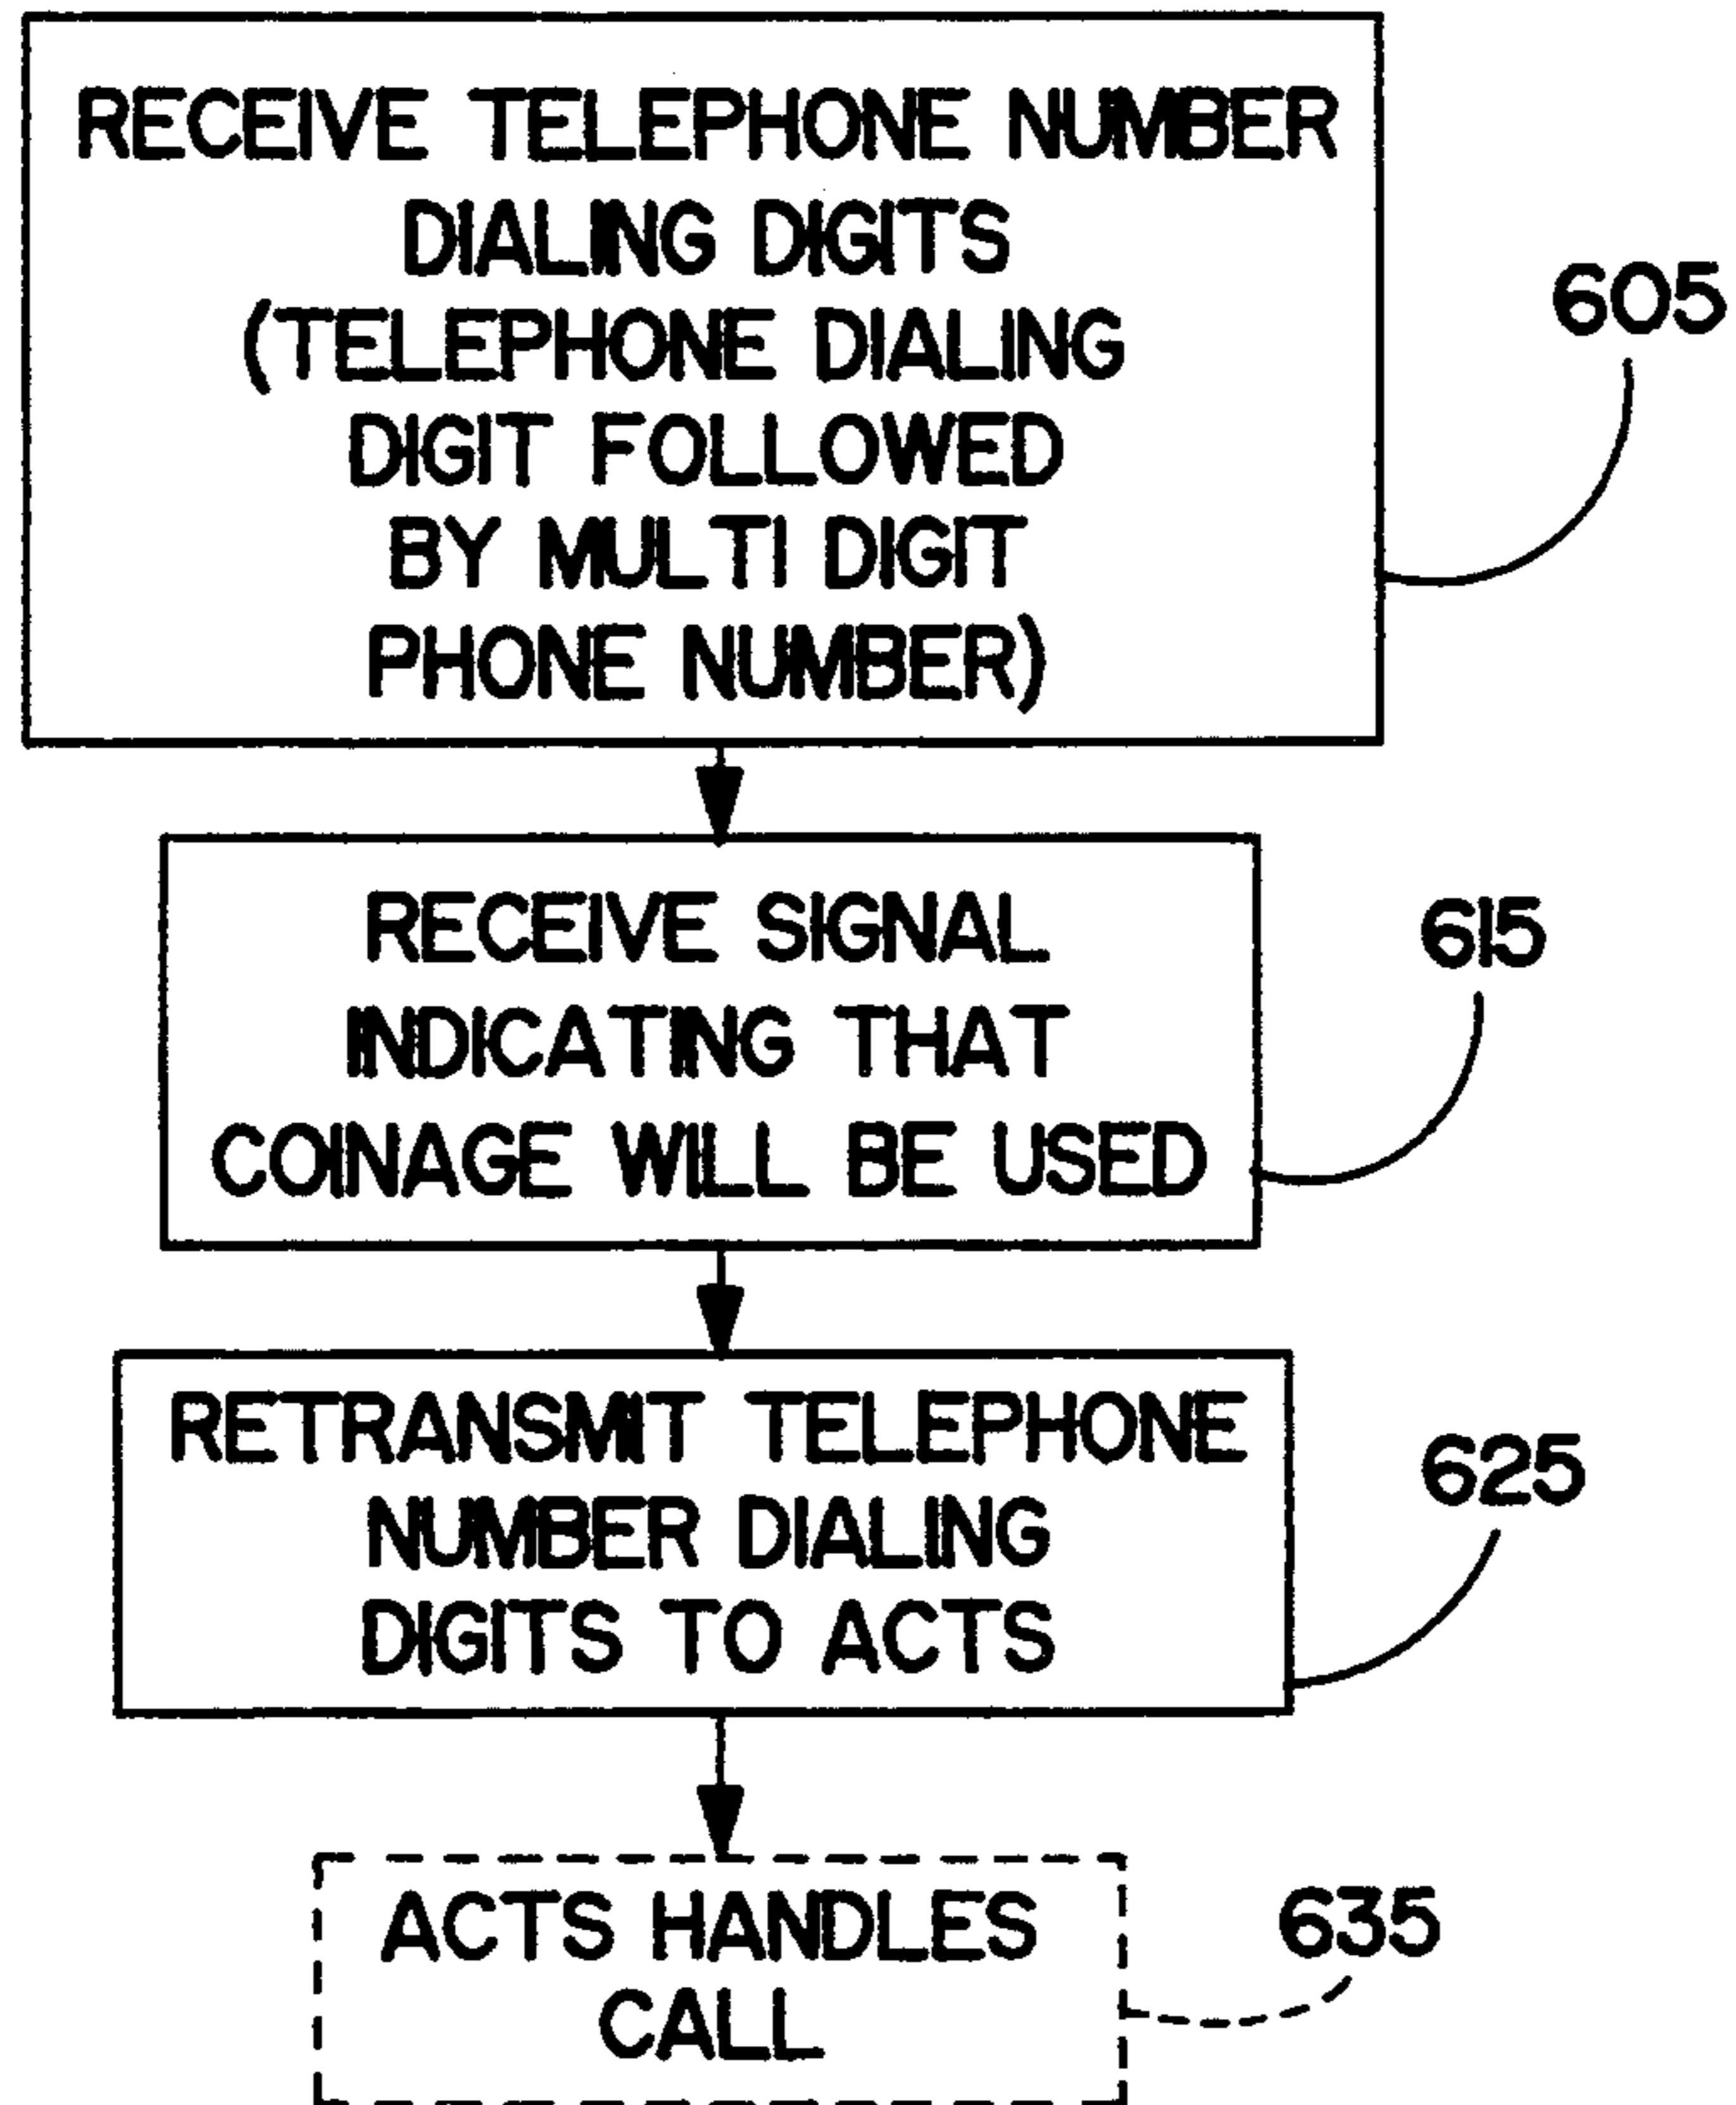 RECEIVE TELEPHONE NUMBER
DIALING DIGITS
(TELEPHONE DIALING
DIGIT FOLLOWED
BY MULTI DIGIT
PHONE NUMBER)
605
RECEIVE SIGNAL
INDICATING THAT
COINAGE WILL BE USED
615
RETRANSMIT TELEPHONE
NUMBER DIALING
DIGITS TO ACTS
625
ACTS HANDLES
CALL
635